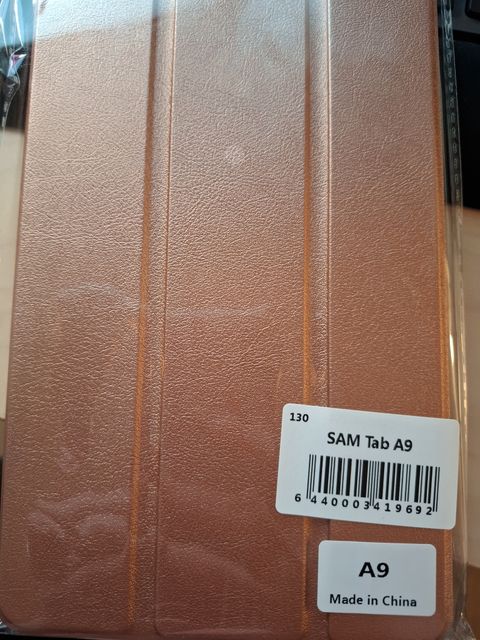 130
SAM Tab A9
6 440003 419692
A9
Made in China